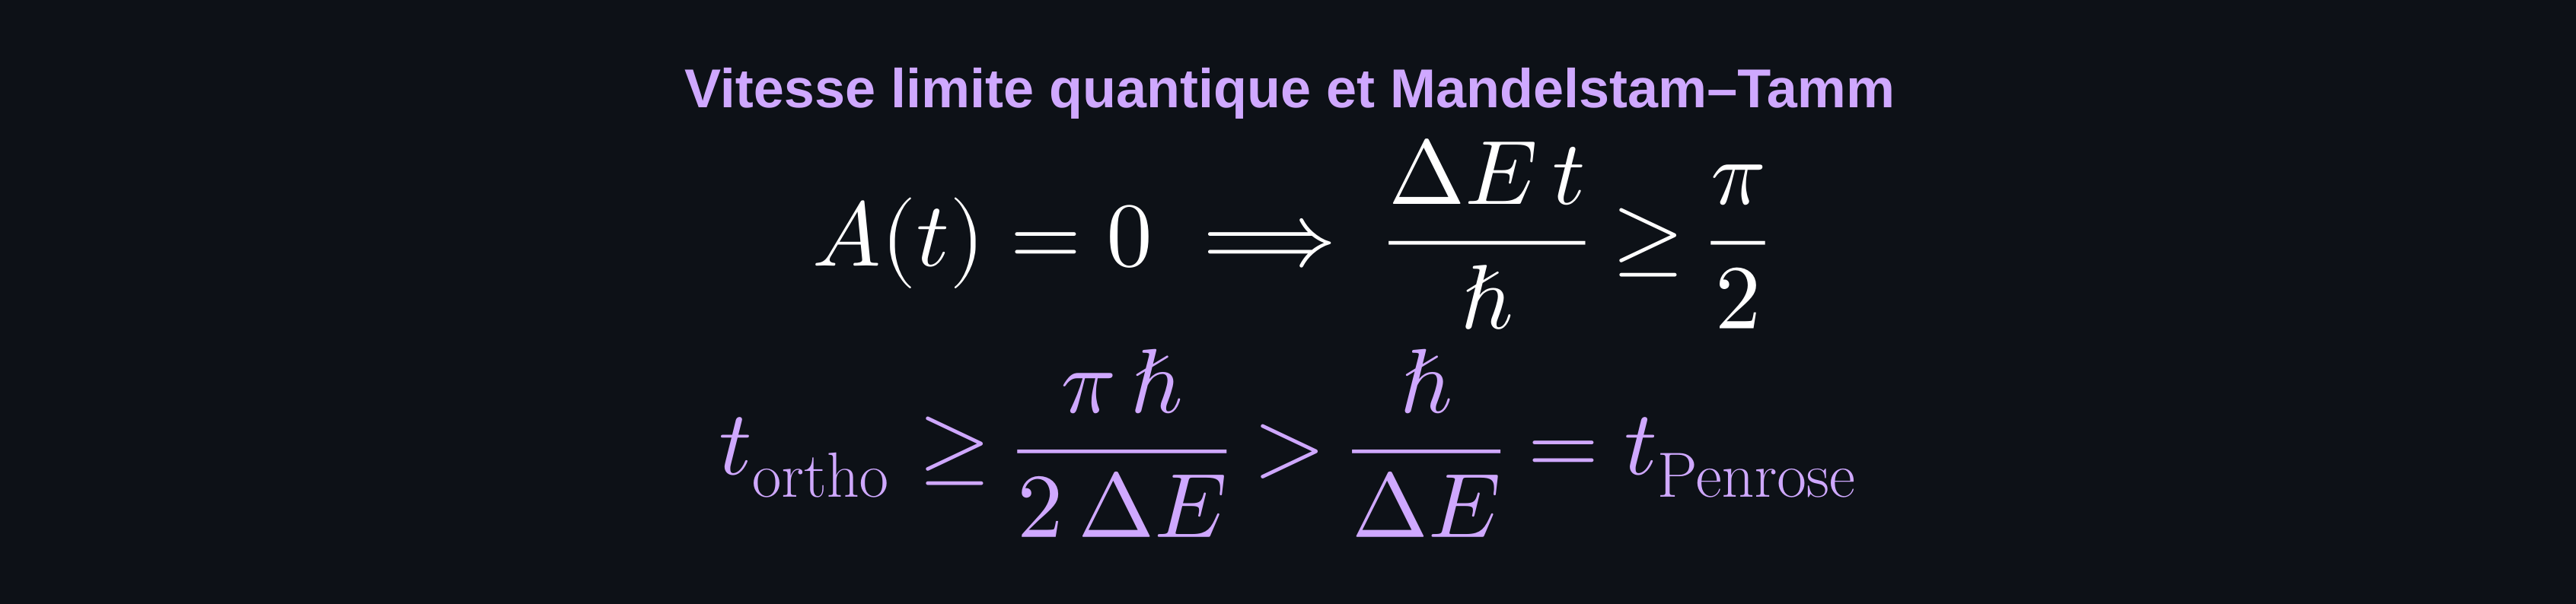 Vitesse limite quantique et Mandelstam–Tamm
A(t) = 0 ⟹ ΔE t / ℏ ≥ π / 2
t_ortho ≥ π ℏ / 2 ΔE > ℏ / ΔE = t_Penrose